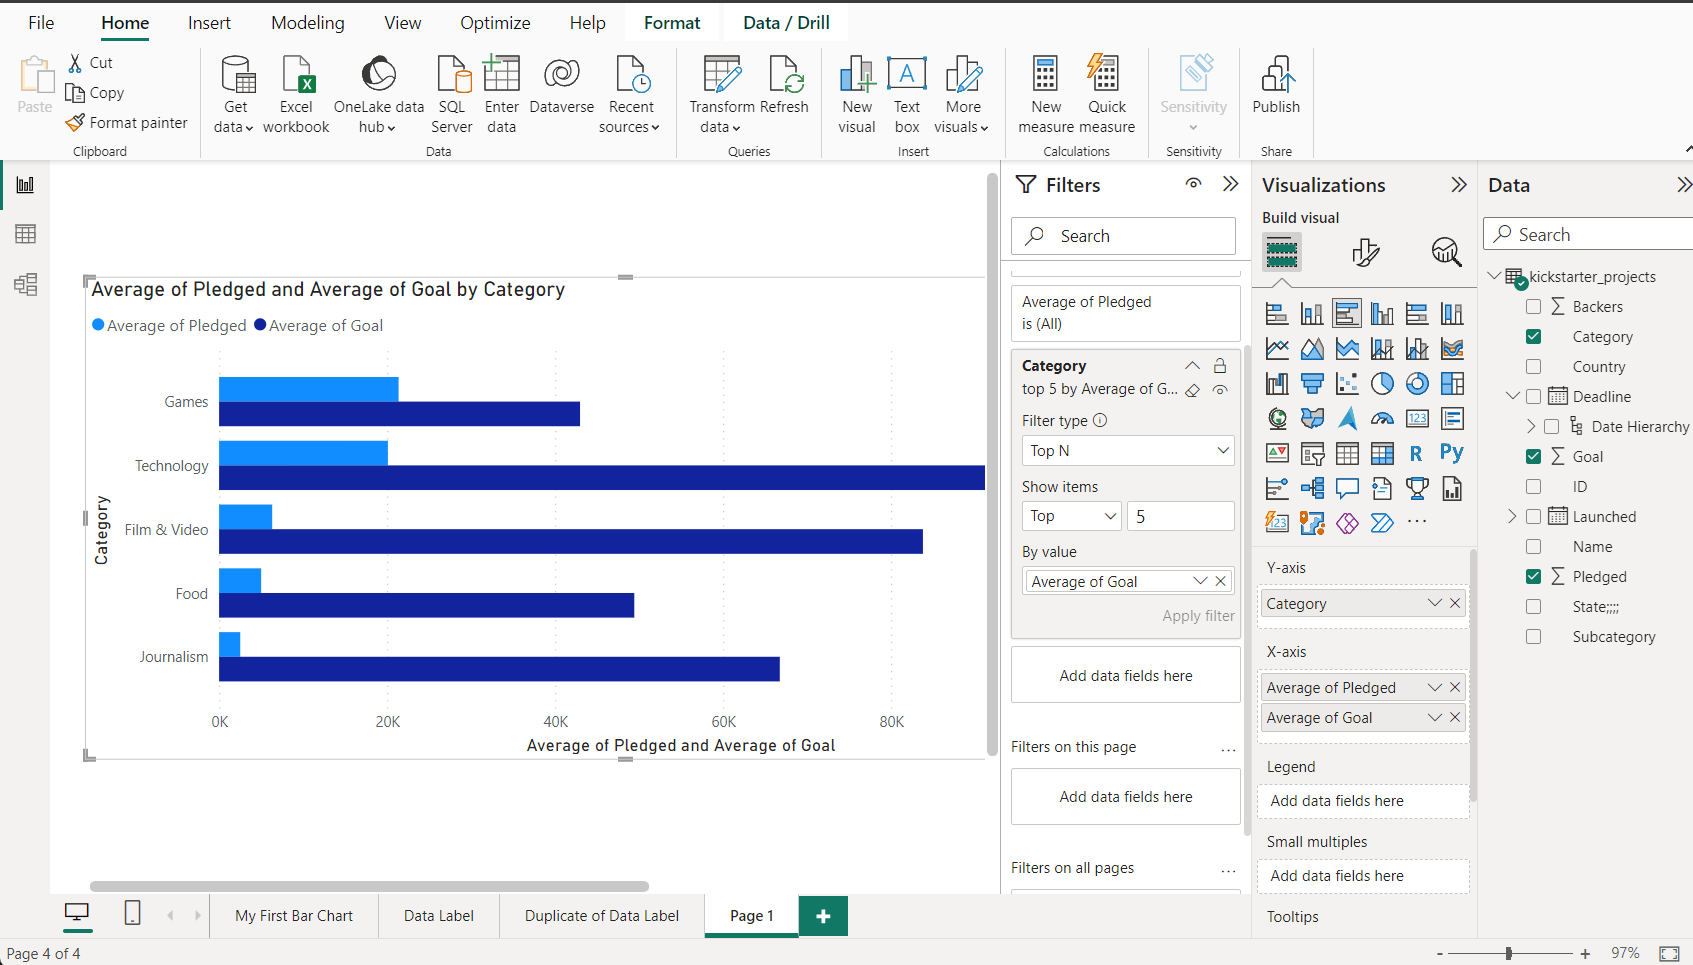 File Home Insert Modeling View Optimize Help Format Data / Drill
Paste
Cut
Copy
Format painter
Clipboard
Get data
Excel workbook
OneLake data hub
SQL Server
Enter data
Dataverse
Recent sources
Data
Transform data
Refresh
Queries
New visual
Text box
A
More visuals
Insert
New measure
Quick measure
Calculations
Sensitivity
Sensitivity
Publish
Share
Average of Pledged and Average of Goal by Category
Average of Pledged Average of Goal
Category
Games
Technology
Film & Video
Food
Journalism
0K 20K 40K 60K 80K
Average of Pledged and Average of Goal
Filters
Search
Average of Pledged
is (All)
Category
top 5 by Average of G...
Filter type
Top N
Show items
Top 5
By value
Average of Goal
Apply filter
Add data fields here
Filters on this page ...
Add data fields here
Filters on all pages ...
Visualizations
Build visual
123
R Py
123
...
Y-axis
Category
X-axis
Average of Pledged
Average of Goal
Legend
Add data fields here
Small multiples
Add data fields here
Tooltips
Data
Search
kickstarter_projects
Backers
Category
Country
Deadline
Date Hierarchy
Goal
ID
Launched
Name
Pledged
State;;;;
Subcategory
My First Bar Chart Data Label Duplicate of Data Label Page 1 +
Page 4 of 4
- + 97%